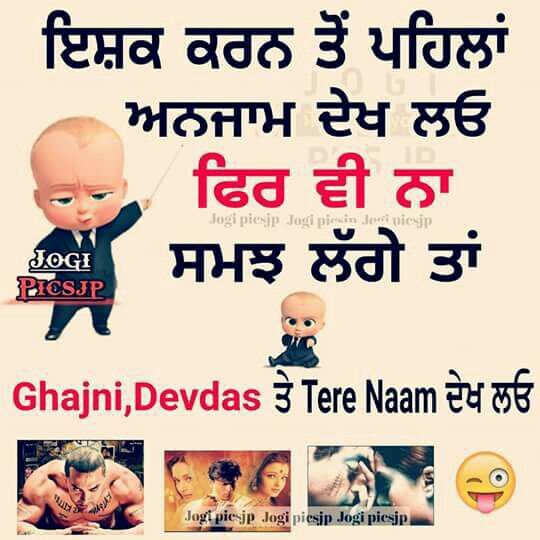 ਇਸ਼ਕ ਕਰਨ ਤੋਂ ਪਹਿਲਾਂ
ਅਨਜਾਮ ਦੇਖ ਲਓ
ਫਿਰ ਵੀ ਨਾ
Jogi picsjp Jogi picsjp Jogi picsjp
ਸਮਝ ਲੱਗੇ ਤਾਂ
JOGI
PICSJP
Ghajni,Devdas ਤੇ Tere Naam ਦੇਖ ਲਓ
Jogi picsjp Jogi picsjp Jogi picsjp